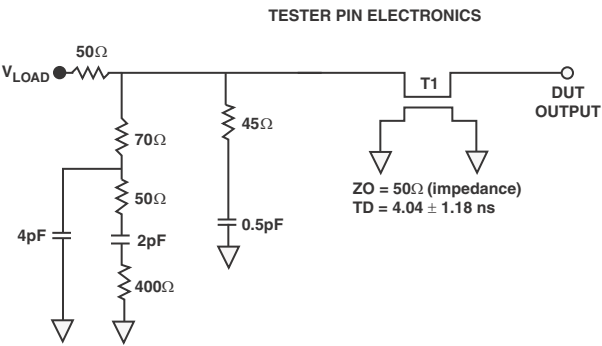 TESTER PIN ELECTRONICS
50Ω
VLOAD
T1
DUT
OUTPUT
70Ω
45Ω
50Ω
ZO = 50Ω (impedance)
TD = 4.04 ± 1.18 ns
4pF
2pF
0.5pF
400Ω